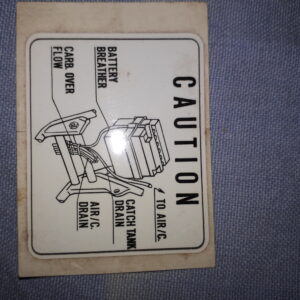 CAUTION
BATTERY
BREATHER
TO AIR/C.
CARB. OVER
FLOW
CATCH TANK
DRAIN
AIR/C.
DRAIN